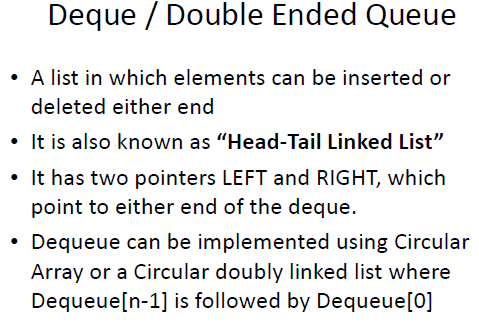 Deque / Double Ended Queue
• A list in which elements can be inserted or
deleted either end
• It is also known as “Head-Tail Linked List”
• It has two pointers LEFT and RIGHT, which
point to either end of the deque.
• Dequeue can be implemented using Circular
Array or a Circular doubly linked list where
Dequeue[n-1] is followed by Dequeue[0]